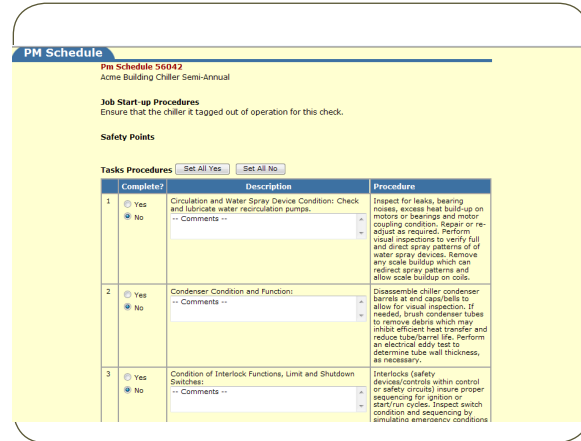 PM Schedule
Pm Schedule 56042
Acme Building Chiller Semi-Annual
Job Start-up Procedures
Ensure that the chiller it tagged out of operation for this check.
Safety Points
Tasks Procedures Set All Yes Set All No
Complete? Description Procedure
1 Yes
No
Circulation and Water Spray Device Condition: Check
and lubricate water recirculation pumps.
-- Comments --
Inspect for leaks, bearing
noises, excess heat build-up on
motors or bearings and motor
coupling condition. Repair or re-
adjust as required. Perform
visual inspections to verify full
and direct spray patterns of of
water spray devices. Remove
any scale buildup which can
redirect spray patterns and
allow scale buildup on coils.
2 Yes
No
Condenser Condition and Function:
-- Comments --
Disassemble chiller condenser
barrels at end caps/bells to
allow for visual inspection. If
needed, brush condenser tubes
to remove debris which may
inhibit efficient heat transfer and
reduce tube/barrel life. Perform
an electrical eddy test to
determine tube wall thickness,
as necessary.
3 Yes
No
Condition of Interlock Functions, Limit and Shutdown
Switches:
-- Comments --
Interlocks (safety
devices/controls within control
or safety circuits) insure proper
sequencing for ignition or
start/run cycles. Inspect switch
condition and sequencing by
simulating emergency conditions